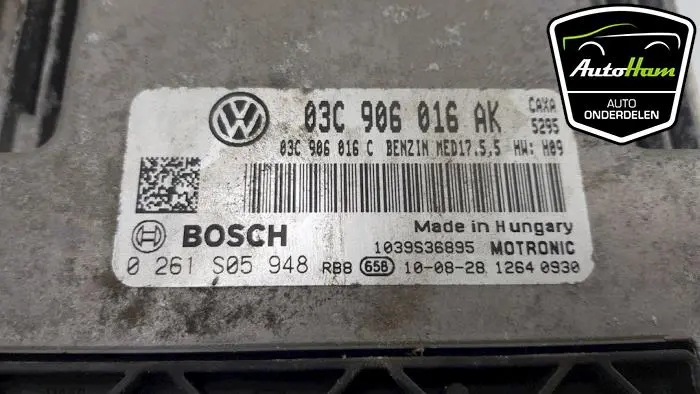 AutoHam
AUTO
ONDERDELEN
03C 906 016 AK CAXA
5295
03C 906 016 C BENZIN MED17.5.5 HW: H09
BOSCH
Made in Hungary
1039S36895 MOTRONIC
0 261 S05 948 RB8 658 10-08-28 1264 0930